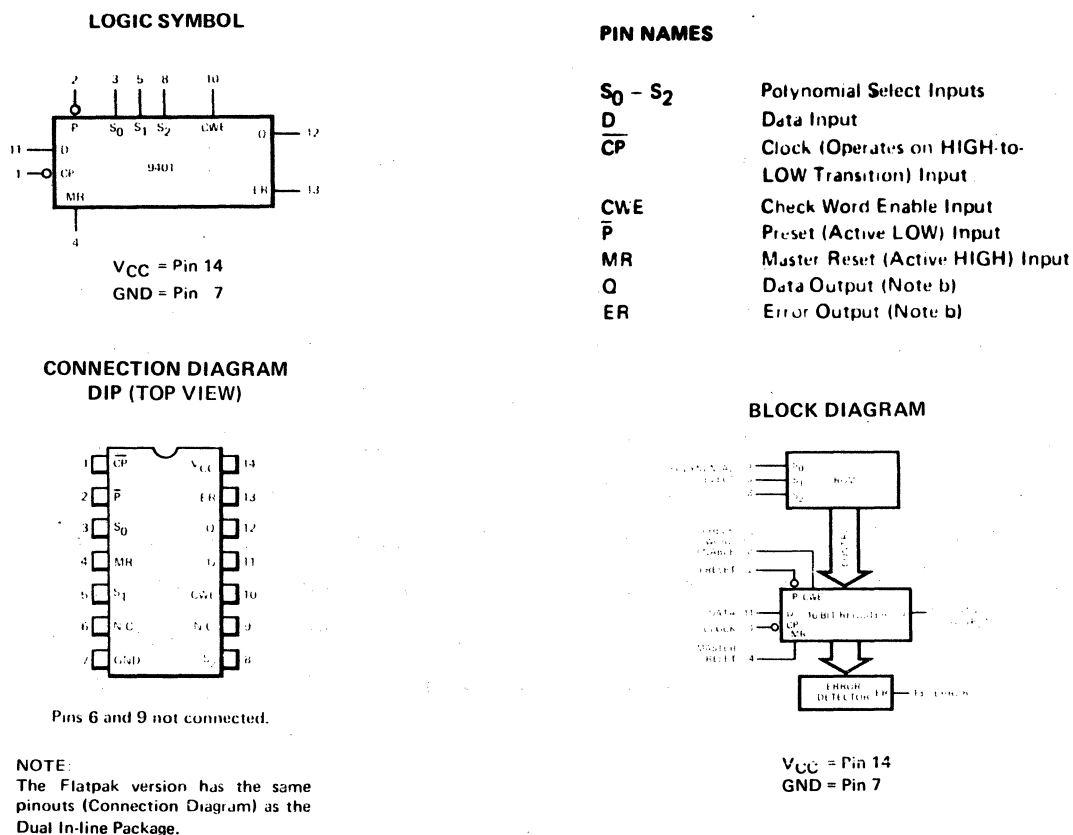 LOGIC SYMBOL
2 3 5 8 10
P S0 S1 S2 CWE
Q 12
11 D
9401
1 CP
ER 13
MR
4
VCC = Pin 14
GND = Pin 7
CONNECTION DIAGRAM
DIP (TOP VIEW)
1 CP VCC 14
2 P ER 13
3 S0 Q 12
4 MR D 11
5 S1 CWE 10
6 N.C. N.C. 9
7 GND S2 8
Pins 6 and 9 not connected.
NOTE:
The Flatpak version has the same
pinouts (Connection Diagram) as the
Dual In-line Package.
PIN NAMES
S0 – S2 Polynomial Select Inputs
D Data Input
CP Clock (Operates on HIGH-to-
LOW Transition) Input
CWE Check Word Enable Input
P Preset (Active LOW) Input
MR Master Reset (Active HIGH) Input
Q Data Output (Note b)
ER Error Output (Note b)
BLOCK DIAGRAM
S0
S1
S2
PRESET
P CWE
DATA 11
16 BIT REGISTER
CLOCK
CP
MR
MASTER
RESET 4
ERROR
DETECTOR ER
VCC = Pin 14
GND = Pin 7